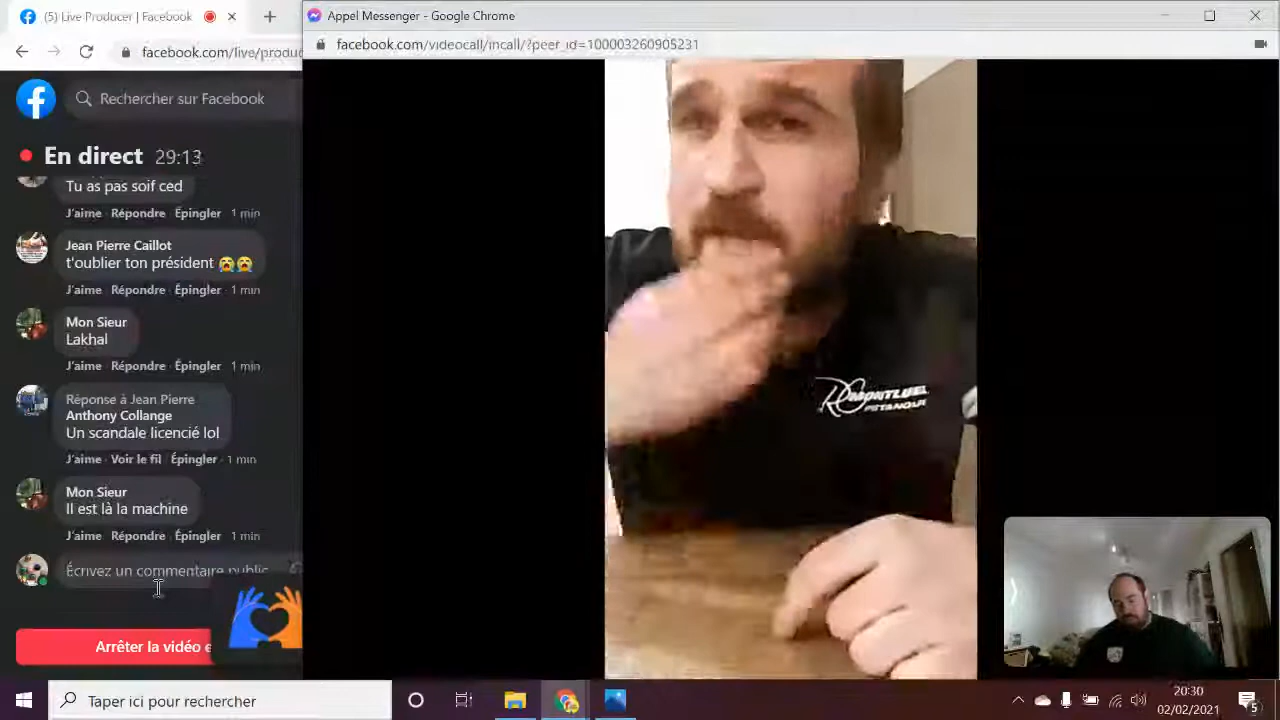 (5) Live Producer | Facebook
Appel Messenger - Google Chrome
facebook.com/live/produc
facebook.com/videocall/incall/?peer_id=100003260905231
Rechercher sur Facebook
En direct 29:13
Tu as pas soif ced
J'aime · Répondre · Épingler · 1 min
Jean Pierre Caillot
t'oublier ton président 😭😭
J'aime · Répondre · Épingler · 1 min
Mon Sieur
Lakhal
J'aime · Répondre · Épingler · 1 min
Réponse à Jean Pierre
Anthony Collange
Un scandale licencié lol
J'aime · Voir le fil · Épingler · 1 min
Mon Sieur
Il est là la machine
J'aime · Répondre · Épingler · 1 min
Écrivez un commentaire public
Arrêter la vidéo e
MONTLUEL
PÉTANQUE
Taper ici pour rechercher
20:30
02/02/2021
5